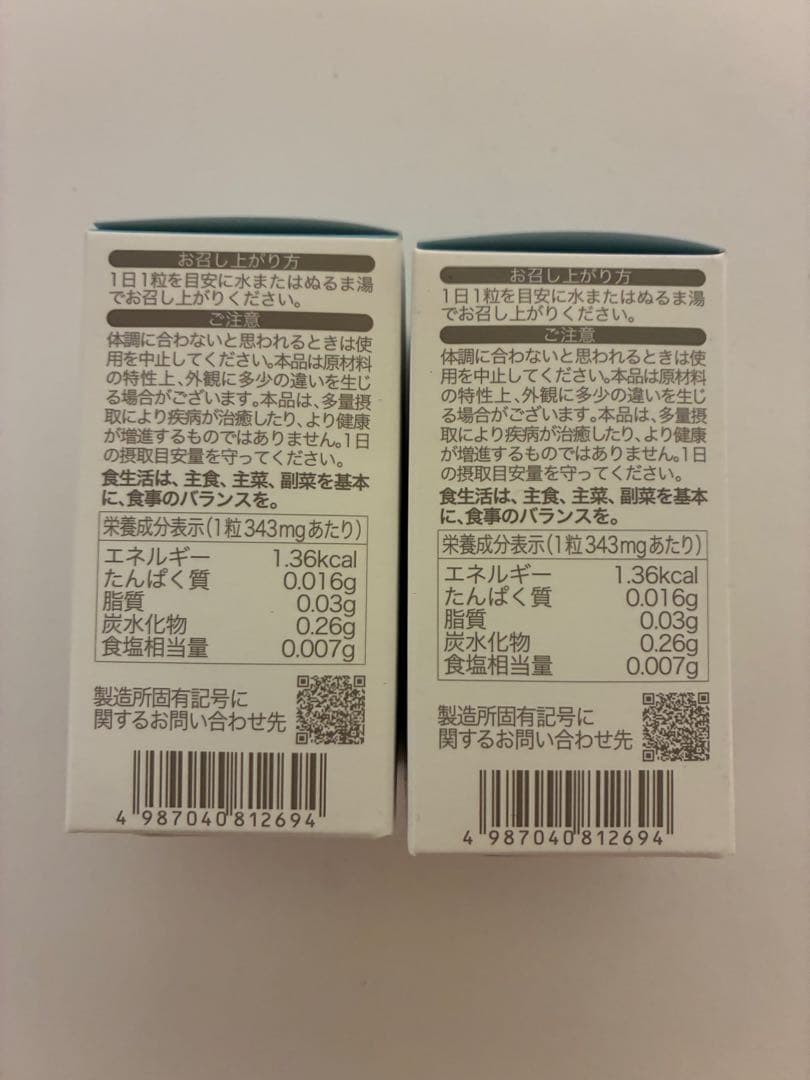 お召し上がり方
1日1粒を目安に水またはぬるま湯
でお召し上がりください。
ご注意
体調に合わないと思われるときは使
用を中止してください。本品は原材料
の特性上、外観に多少の違いを生じ
る場合がございます。本品は、多量摂
取により疾病が治癒したり、より健康
が増進するものではありません。1日
の摂取目安量を守ってください。
食生活は、主食、主菜、副菜を基本
に、食事のバランスを。
栄養成分表示(1粒343mgあたり)
エネルギー 1.36kcal
たんぱく質 0.016g
脂質 0.03g
炭水化物 0.26g
食塩相当量 0.007g
製造所固有記号に
関するお問い合わせ先
4 987040 812694
お召し上がり方
1日1粒を目安に水またはぬるま湯
でお召し上がりください。
ご注意
体調に合わないと思われるときは使
用を中止してください。本品は原材料
の特性上、外観に多少の違いを生じ
る場合がございます。本品は、多量摂
取により疾病が治癒したり、より健康
が増進するものではありません。1日
の摂取目安量を守ってください。
食生活は、主食、主菜、副菜を基本
に、食事のバランスを。
栄養成分表示(1粒343mgあたり)
エネルギー 1.36kcal
たんぱく質 0.016g
脂質 0.03g
炭水化物 0.26g
食塩相当量 0.007g
製造所固有記号に
関するお問い合わせ先
4 987040 812694